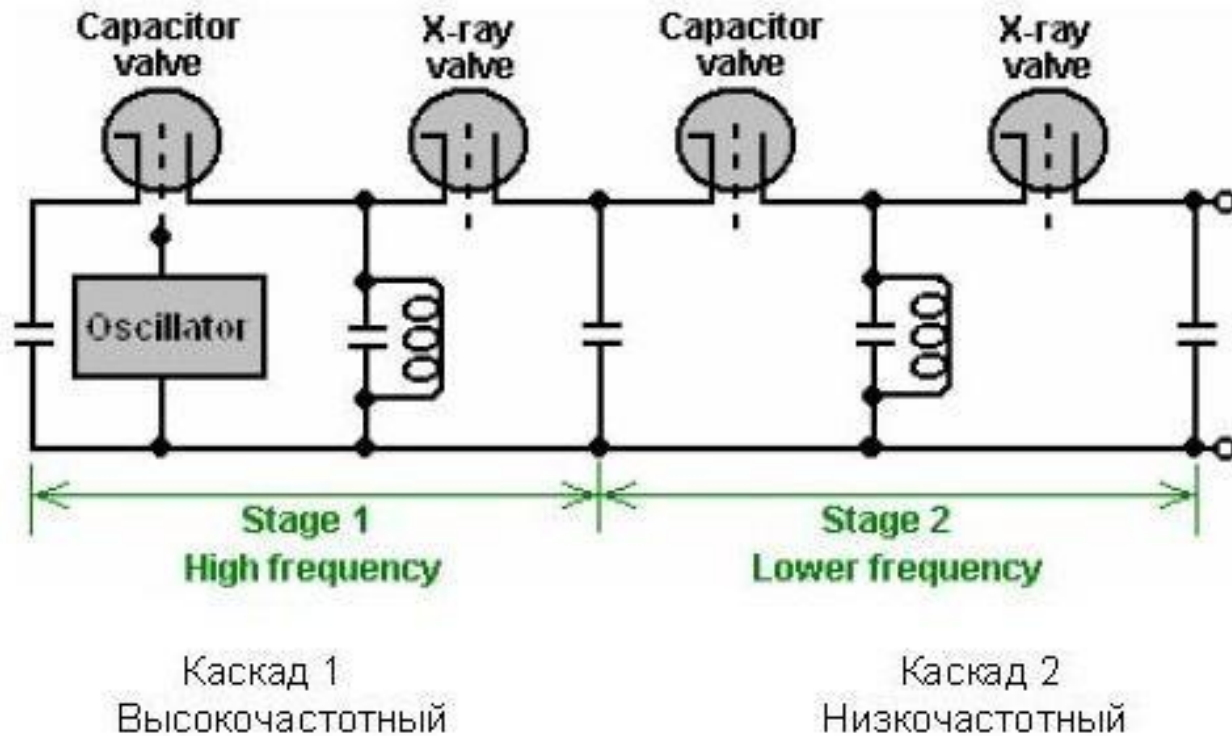 Capacitor
valve
X-ray
valve
Capacitor
valve
X-ray
valve
Oscillator
Stage 1
High frequency
Stage 2
Lower frequency
Каскад 1
Высокочастотный
Каскад 2
Низкочастотный